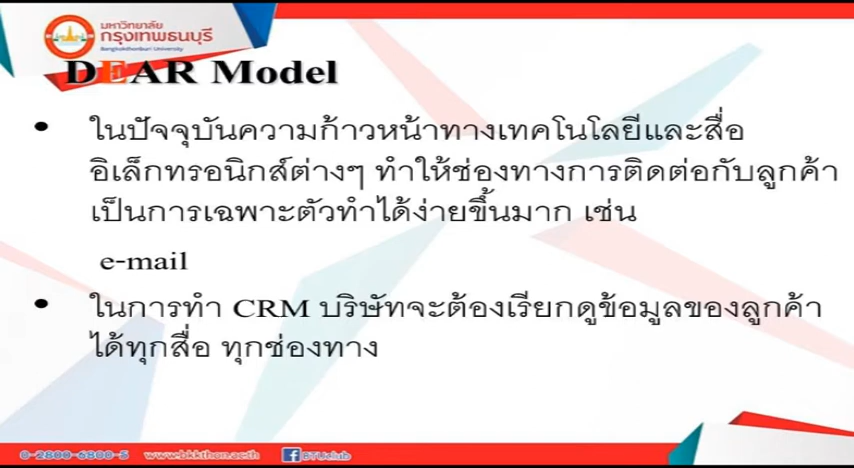 มหาวิทยาลัย
กรุงเทพธนบุรี
Bangkokthonburi University
DEAR Model
• ในปัจจุบันความก้าวหน้าทางเทคโนโลยีและสื่อ
อิเล็กทรอนิกส์ต่างๆ ทำให้ช่องทางการติดต่อกับลูกค้า
เป็นการเฉพาะตัวทำได้ง่ายขึ้นมาก เช่น
e-mail
• ในการทำ CRM บริษัทจะต้องเรียกดูข้อมูลของลูกค้า
ได้ทุกสื่อ ทุกช่องทาง
0-2800-6800-5 www.bkkthon.ac.th BTUclub